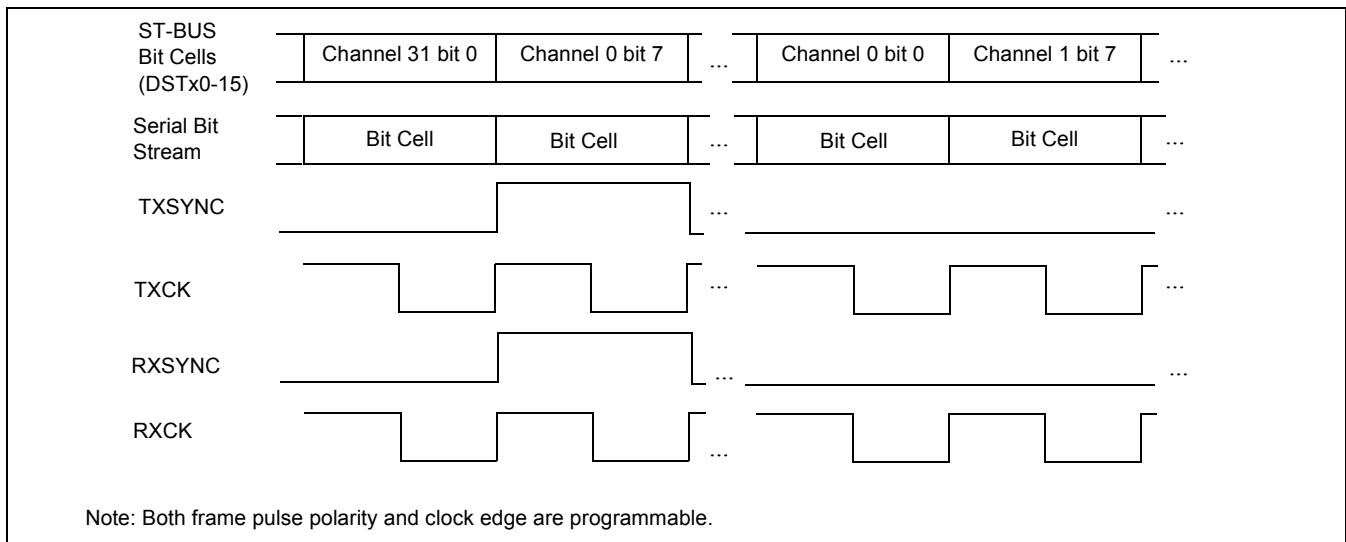 ST-BUS
Bit Cells
(DSTx0-15)
Channel 31 bit 0 Channel 0 bit 7 ... Channel 0 bit 0 Channel 1 bit 7 ...
Serial Bit
Stream
Bit Cell Bit Cell ... Bit Cell Bit Cell ...
TXSYNC ... ...
TXCK ... ...
RXSYNC ... ...
RXCK ...
Note: Both frame pulse polarity and clock edge are programmable.